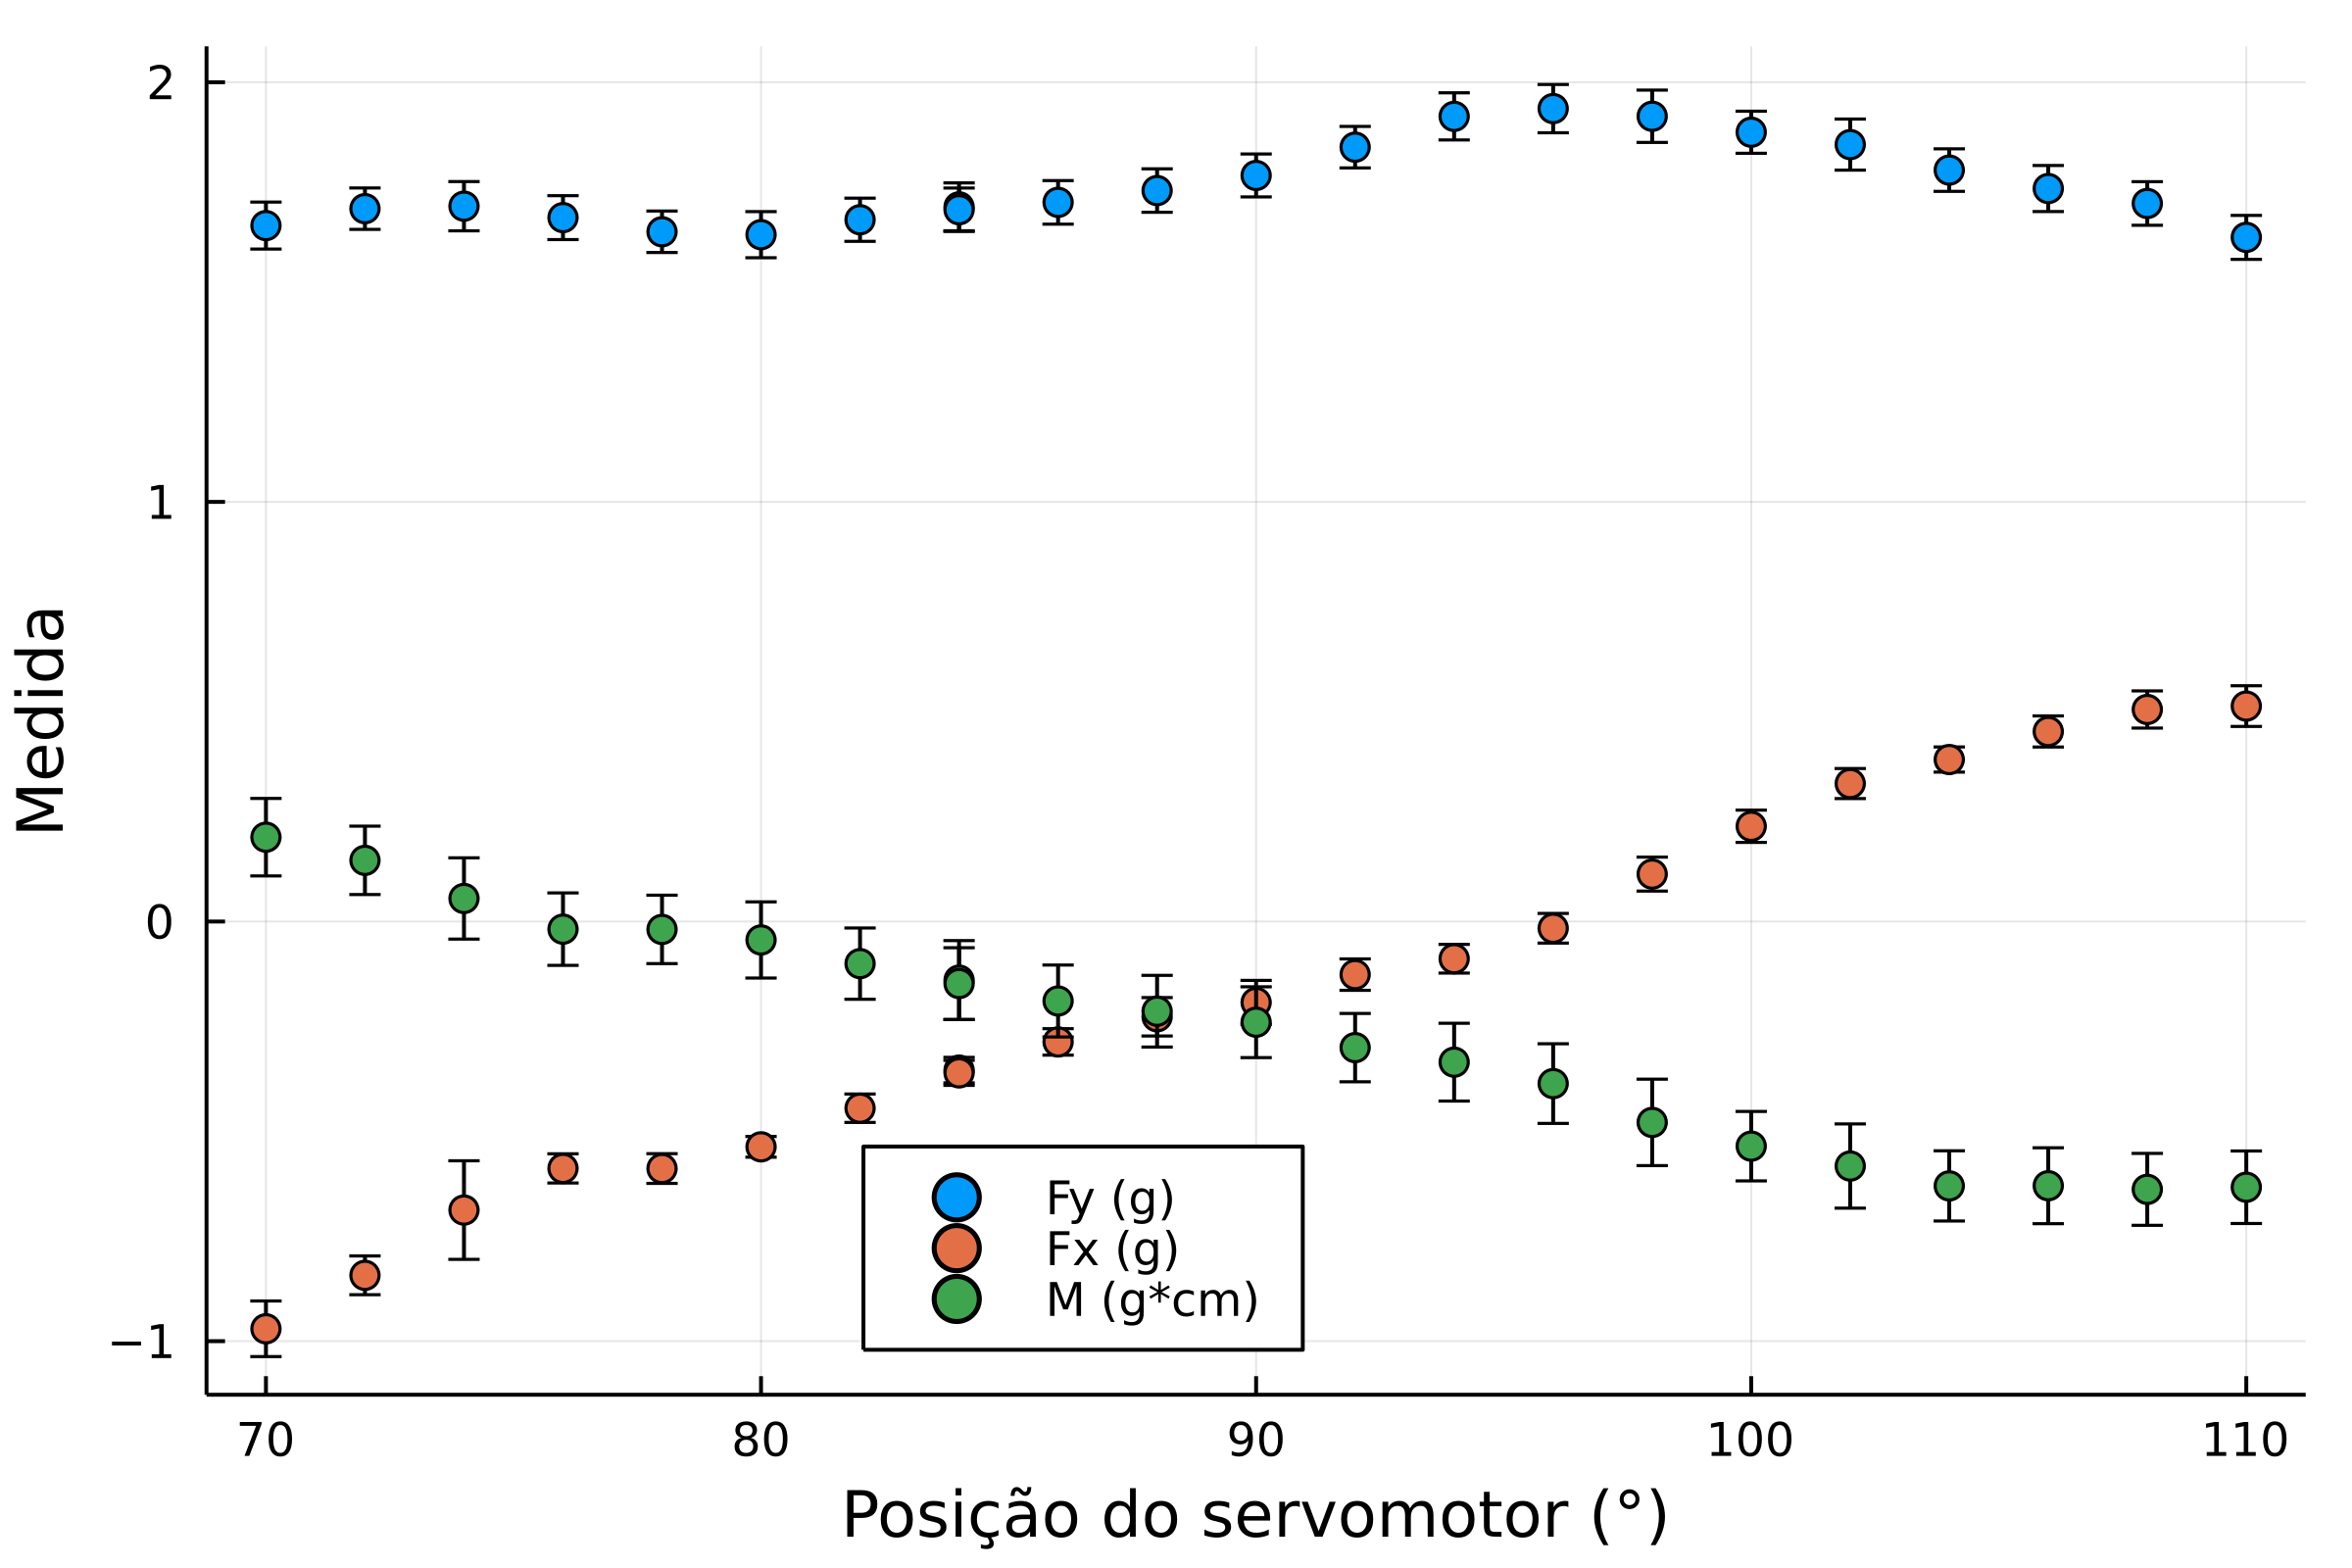 2
1
0
−1
Medida
70
80
90
100
110
Posição do servomotor (°)
Fy (g)
Fx (g)
M (g*cm)